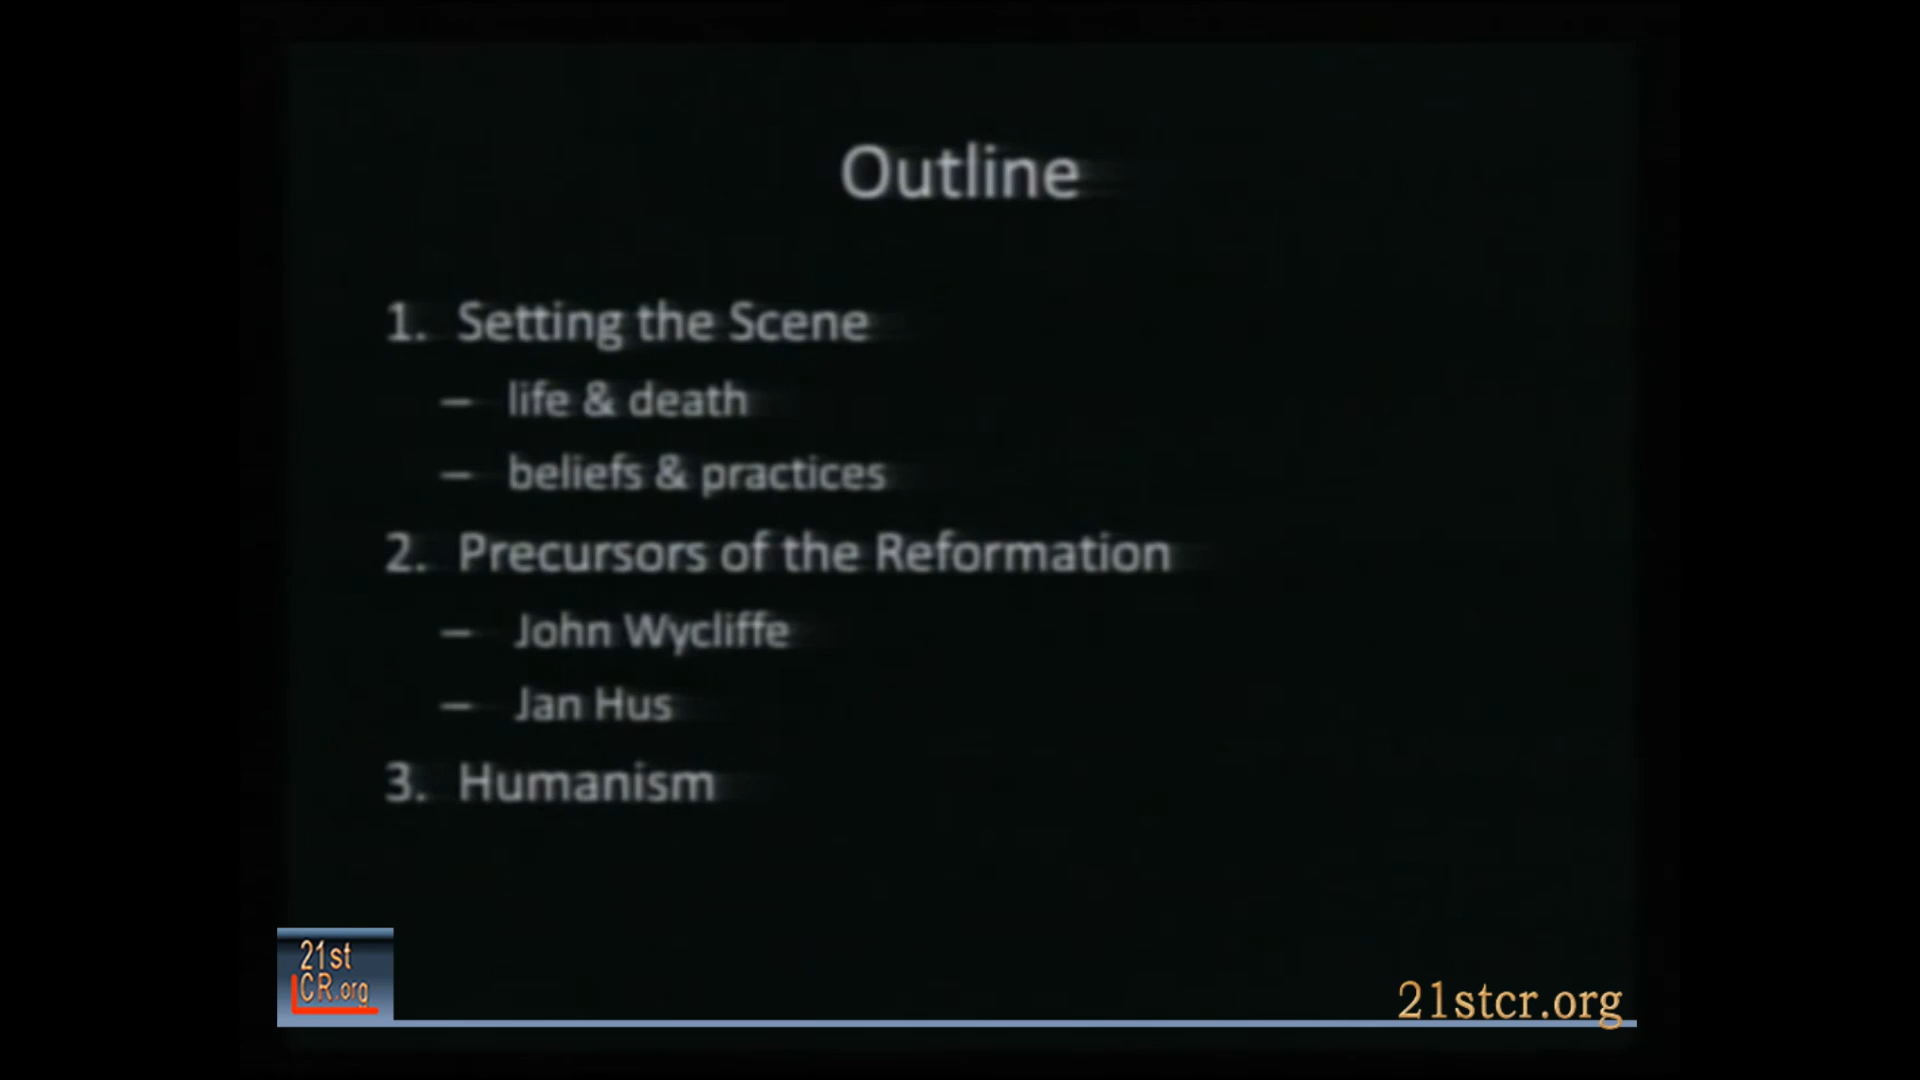 Outline
1. Setting the Scene
– life & death
– beliefs & practices
2. Precursors of the Reformation
– John Wycliffe
– Jan Hus
3. Humanism
21st
CR.org
21stcr.org